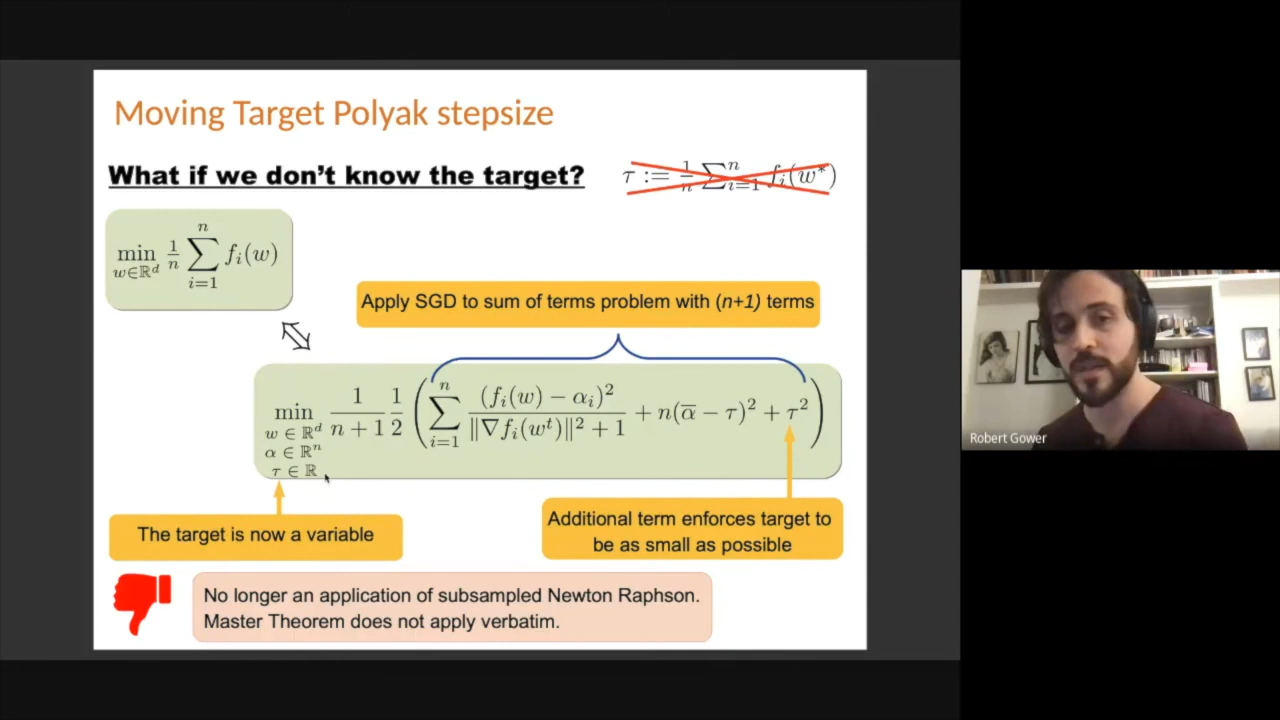 Moving Target Polyak stepsize
What if we don't know the target?
τ := 1/n ∑_{i=1}^{n} f_i(w*)
min_{w∈ℝ^d} 1/n ∑_{i=1}^{n} f_i(w)
Apply SGD to sum of terms problem with (n+1) terms
min_{w ∈ ℝ^d, α ∈ ℝ^n, τ ∈ ℝ} 1/(n + 1) 1/2 ( ∑_{i=1}^{n} (f_i(w) − α_i)²/(‖∇f_i(w^t)‖² + 1) + n(α̅ − τ)² + τ² )
The target is now a variable
Additional term enforces target to
be as small as possible
No longer an application of subsampled Newton Raphson.
Master Theorem does not apply verbatim.
Robert Gower